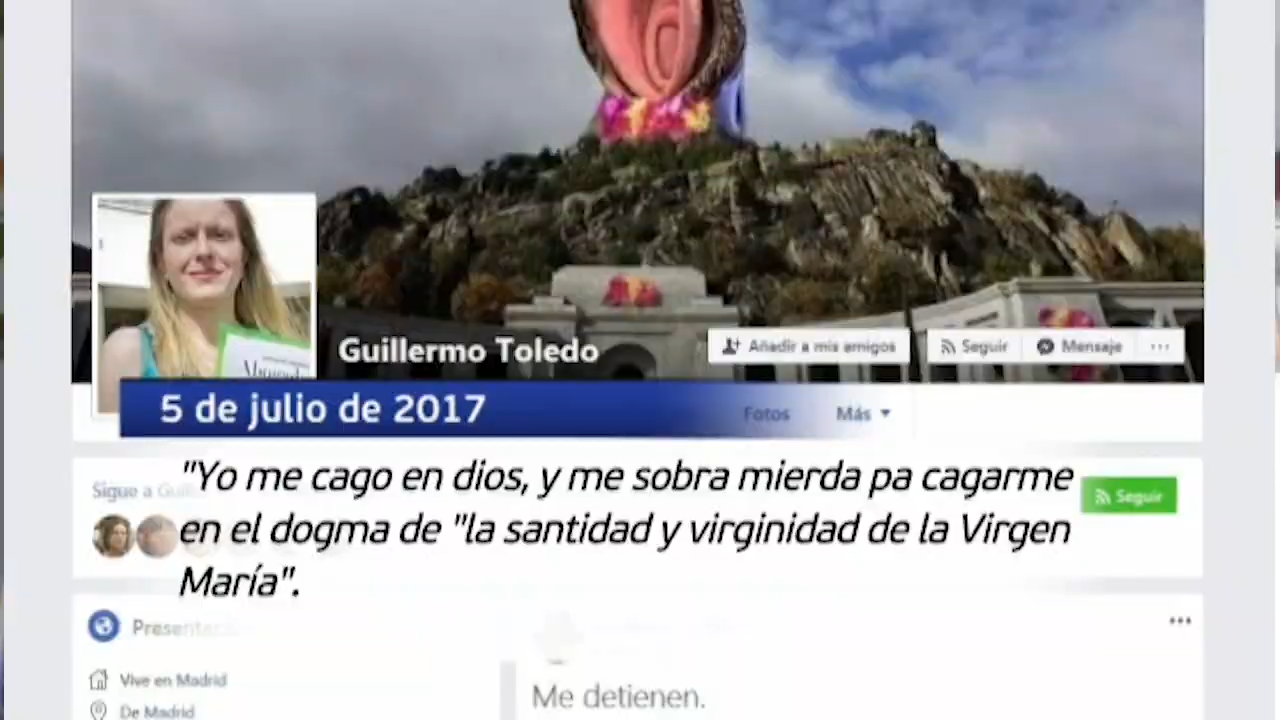 Guillermo Toledo
Añadir a mis amigos
Seguir
Mensaje
5 de julio de 2017
Fotos
Más
Sigue a
"Yo me cago en dios, y me sobra mierda pa cagarme
Seguir
en el dogma de "la santidad y virginidad de la Virgen
María".
Vive en Madrid
De Madrid
Me detienen.